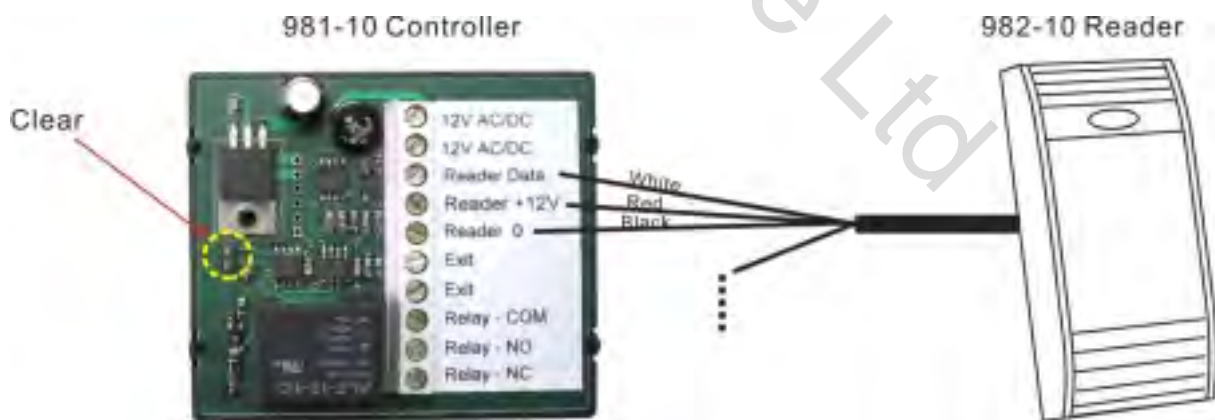 981-10 Controller
982-10 Reader
Clear
12V AC/DC
12V AC/DC
Reader Data
Reader +12V
Reader 0
Exit
Exit
Relay - COM
Relay - NO
Relay - NC
White
Red
Black
e Ltd